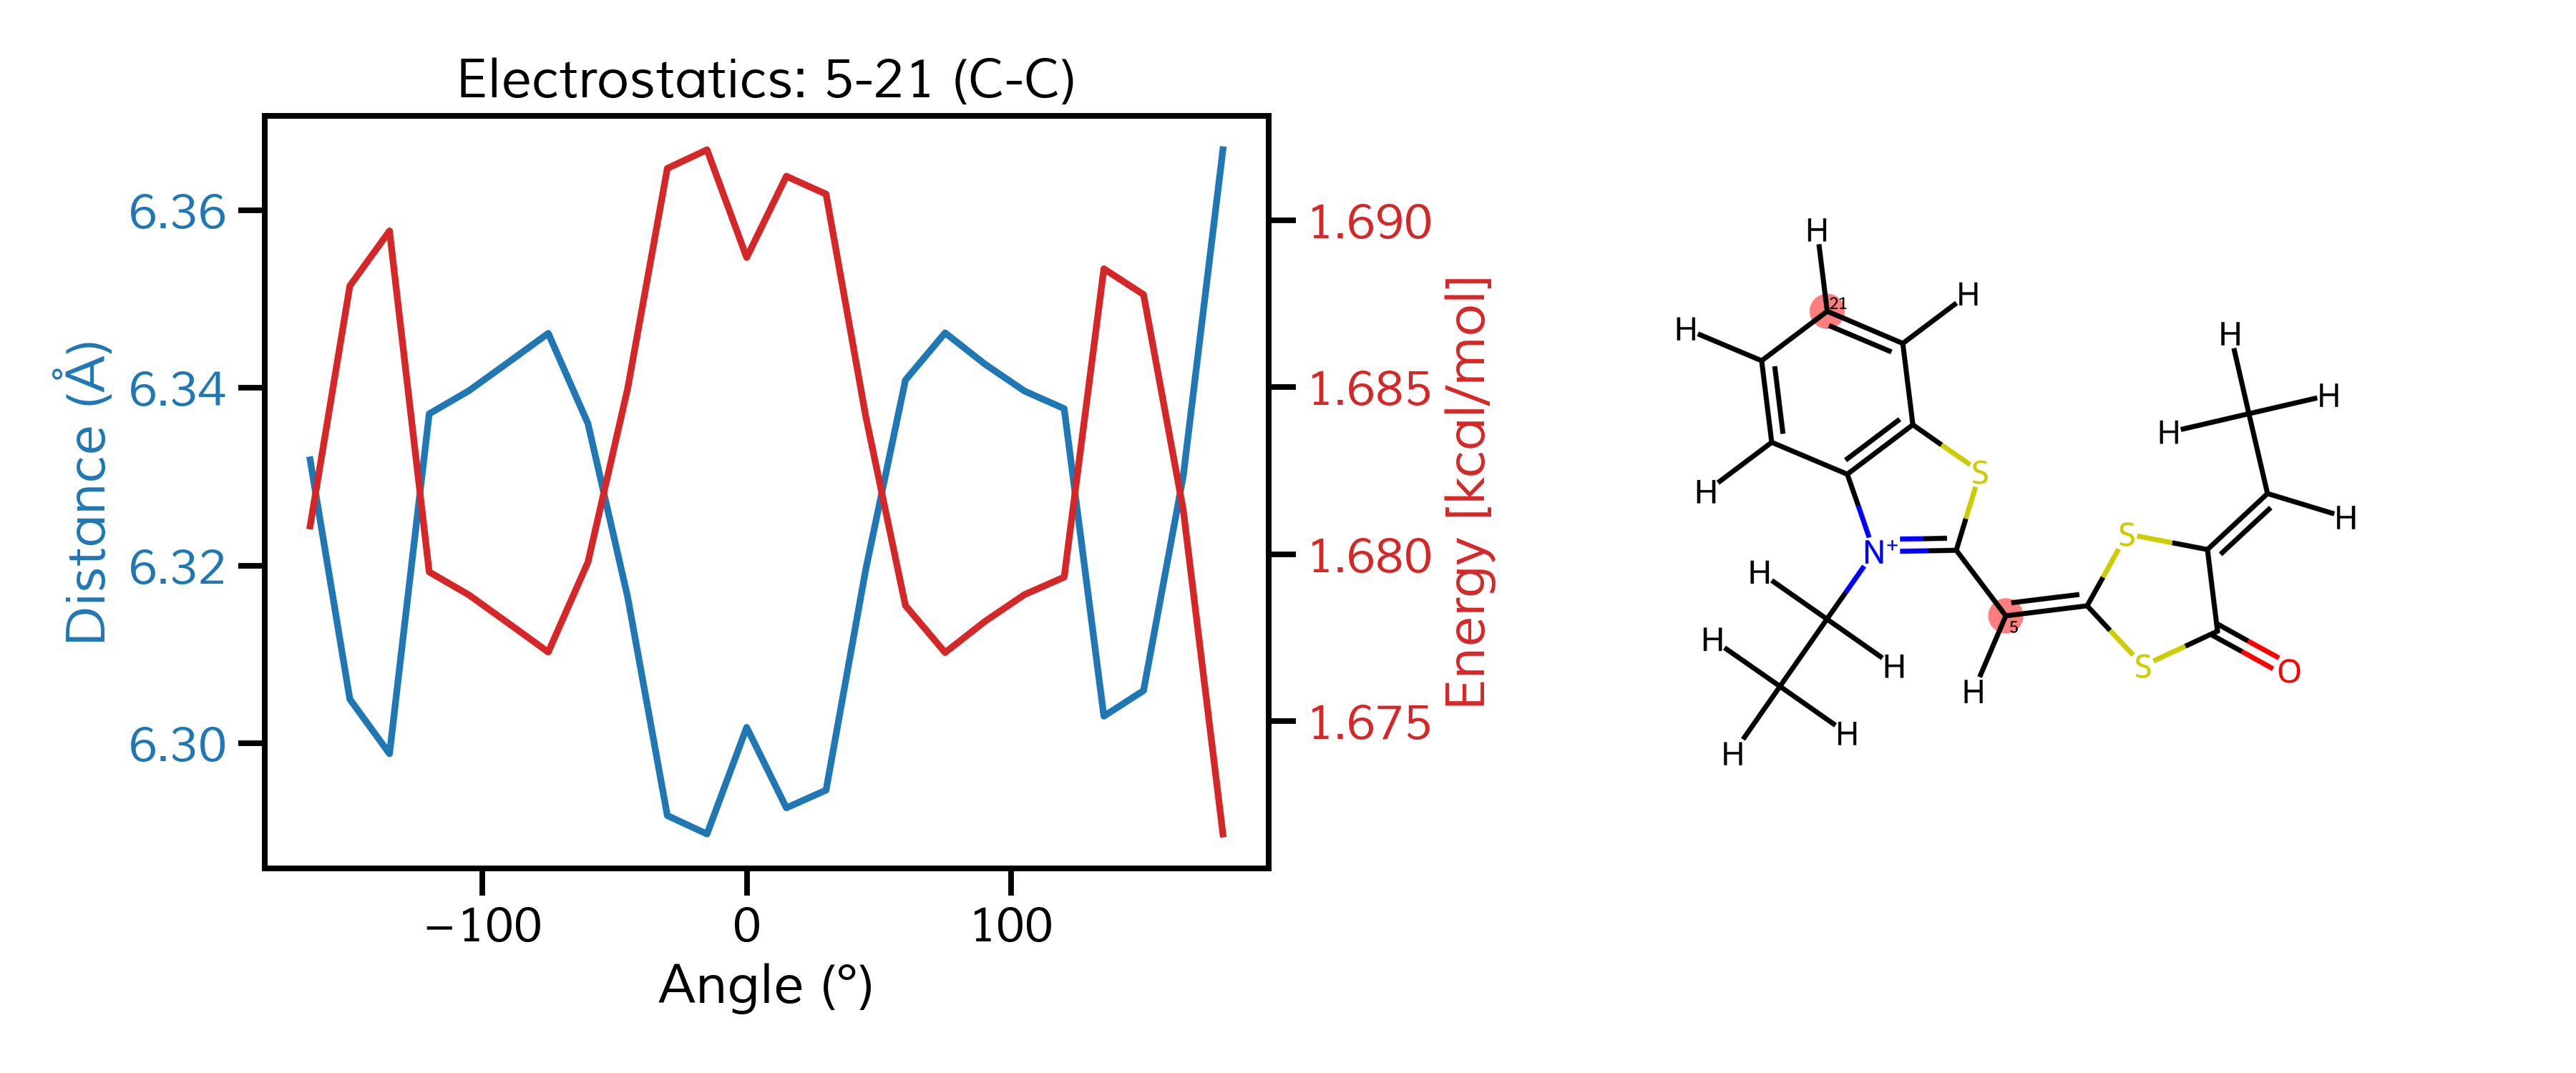 Electrostatics: 5-21 (C-C)
Distance (Å)
6.36
6.34
6.32
6.30
1.690
1.685
1.680
1.675
Energy [kcal/mol]
−100
0
100
Angle (°)
H
H
21
H
H
H
H
H
S
H
H
S
N+
H
5
H
H
S
O
H
H
H